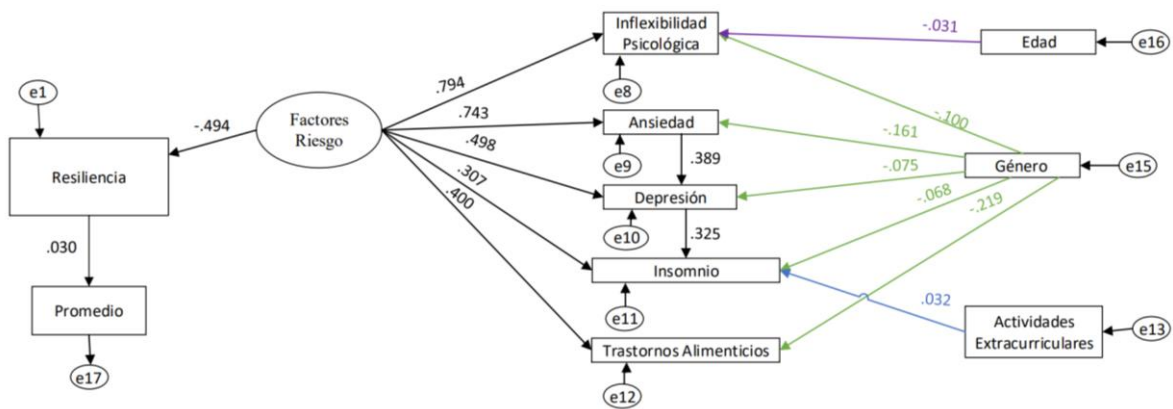 Inflexibilidad
Psicológica
-.031
Edad
e16
e1
e8
.794
-.100
-.494
Factores
Riesgo
.743
Ansiedad
-.161
.498
e9
.389
Resiliencia
.307
-.075
Género
e15
.400
Depresión
-.068
-.219
.030
e10
.325
Insomnio
Promedio
e11
.032
Actividades
Extracurriculares
e13
Trastornos Alimenticios
e17
e12